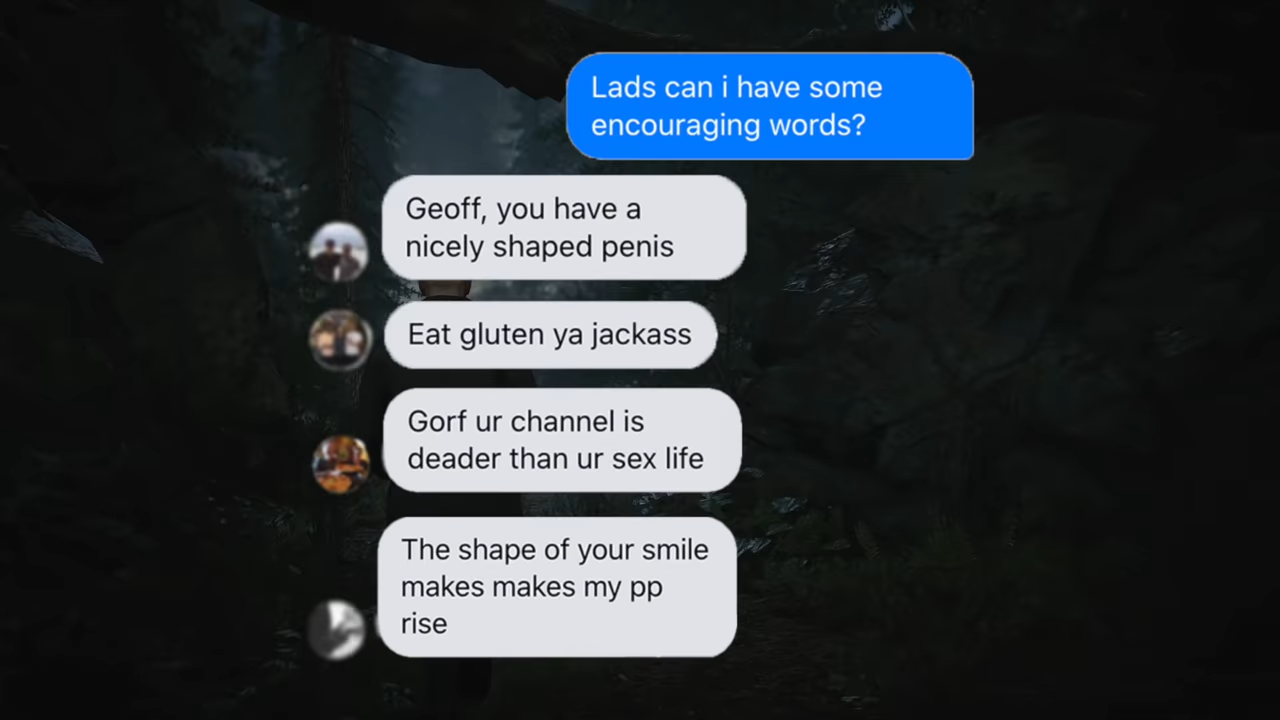 Lads can i have some
encouraging words?
Geoff, you have a
nicely shaped penis
Eat gluten ya jackass
Gorf ur channel is
deader than ur sex life
The shape of your smile
makes makes my pp
rise